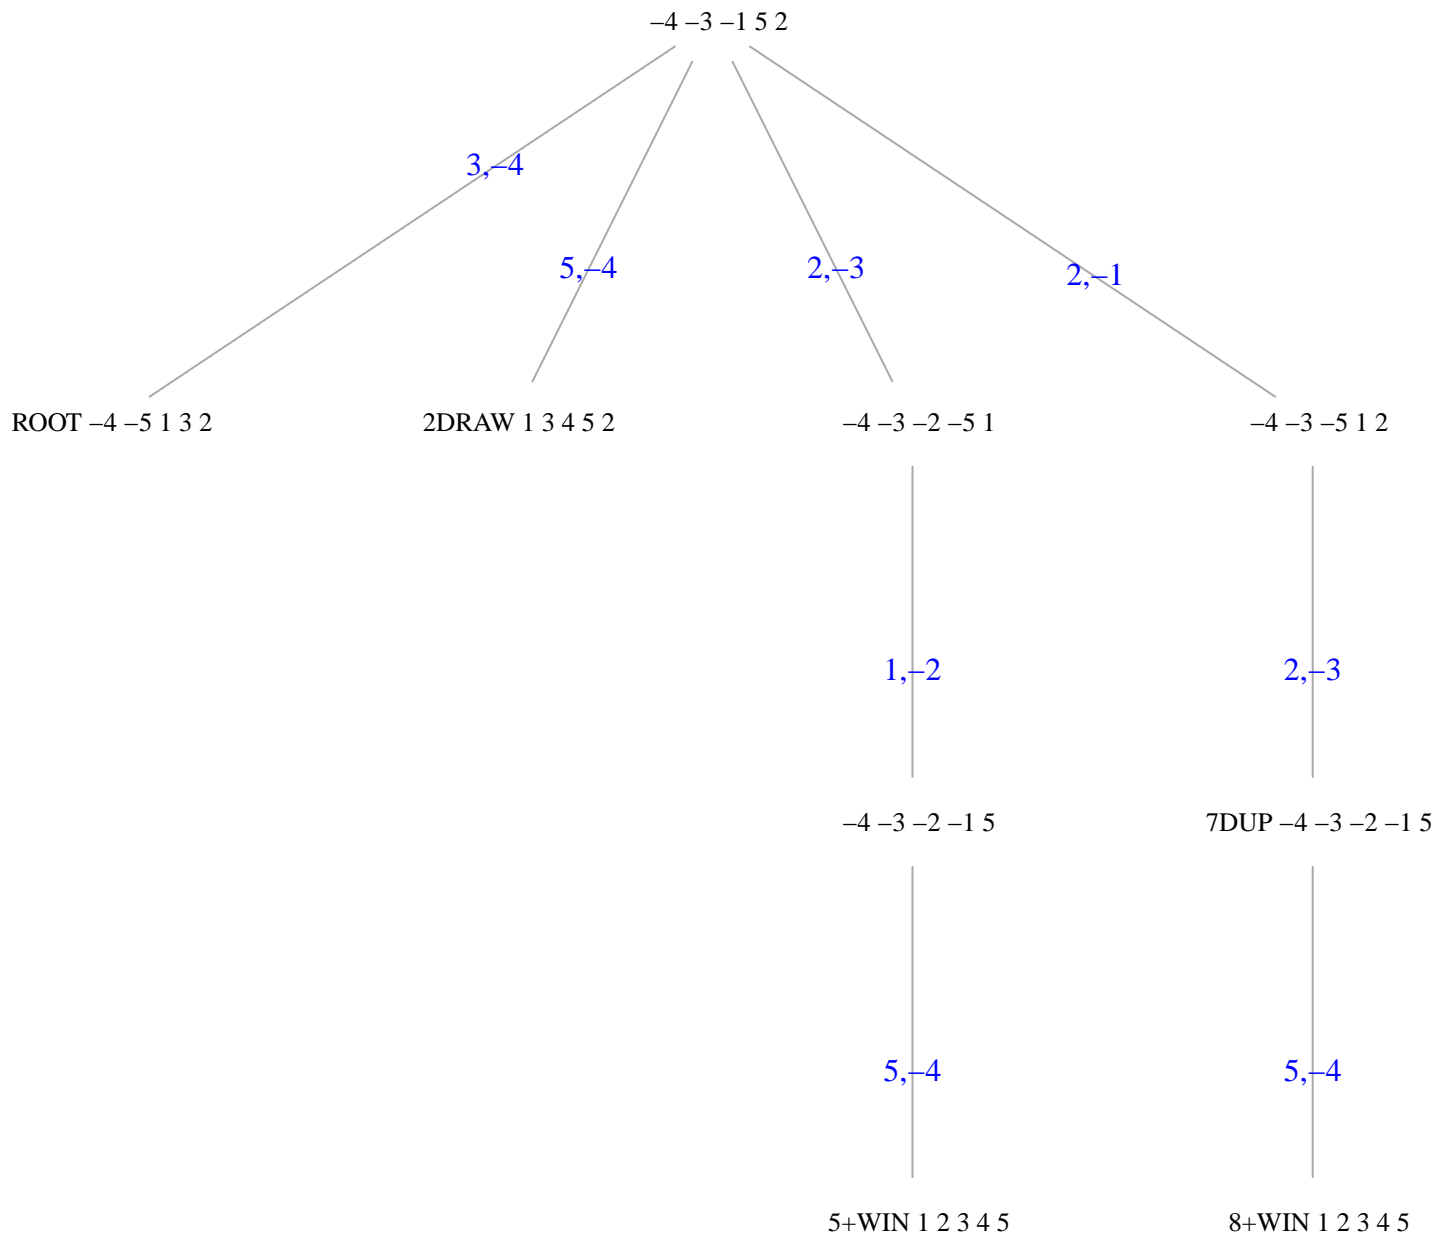 –4 –3 –1 5 2
3,–4
5,–4
2,–3
2,–1
ROOT –4 –5 1 3 2
2DRAW 1 3 4 5 2
–4 –3 –2 –5 1
–4 –3 –5 1 2
1,–2
2,–3
–4 –3 –2 –1 5
7DUP –4 –3 –2 –1 5
5,–4
5,–4
5+WIN 1 2 3 4 5
8+WIN 1 2 3 4 5